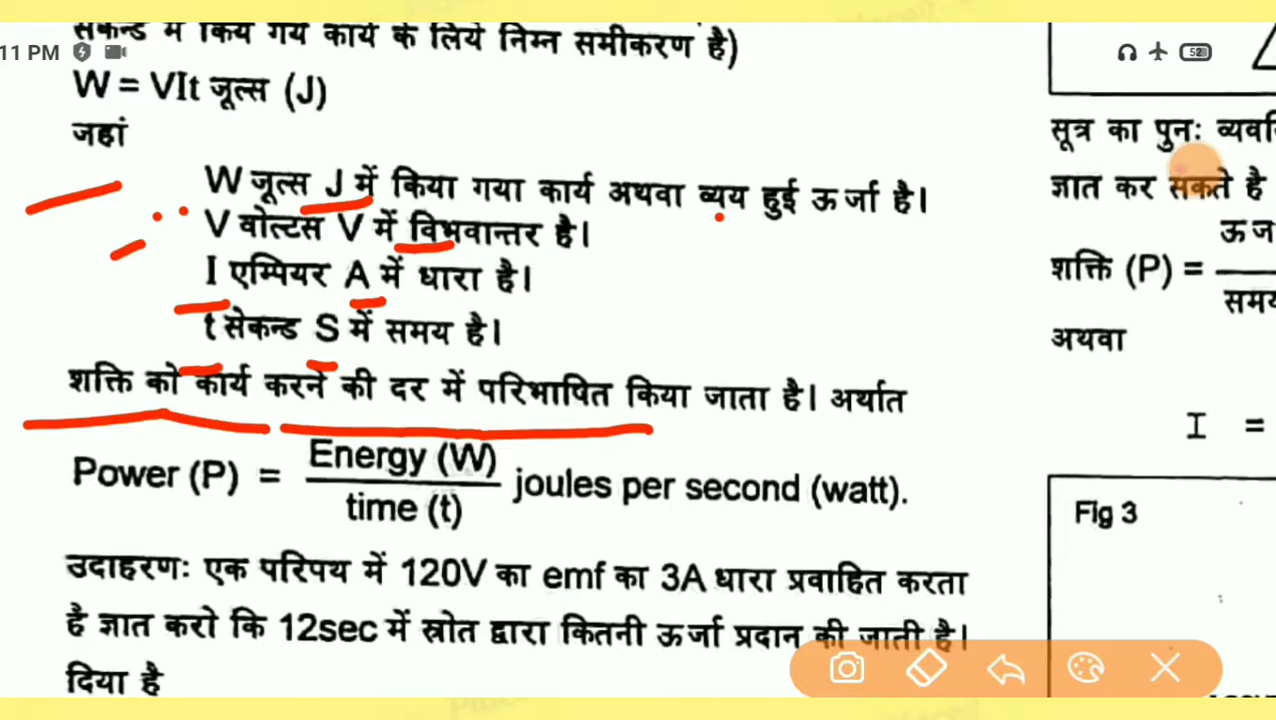 11 PM
52
सेकन्ड में किये गये कार्य के लिये निम्न समीकरण है)
W = VIt जूल्स (J)
जहां
W जूल्स J में किया गया कार्य अथवा व्यय हुई ऊर्जा है।
V वोल्टस V में विभवान्तर है।
I एम्पियर A में धारा है।
t सेकन्ड S में समय है।
शक्ति को कार्य करने की दर में परिभाषित किया जाता है। अर्थात
Power (P) = Energy (W)
time (t)
joules per second (watt).
उदाहरणः एक परिपथ में 120V का emf का 3A धारा प्रवाहित करता
है ज्ञात करो कि 12sec में स्रोत द्वारा कितनी ऊर्जा प्रदान की जाती है।
दिया है
सूत्र का पुनः
ज्ञात कर सकते है
शक्ति (P) =
अथवा
I =
Fig 3